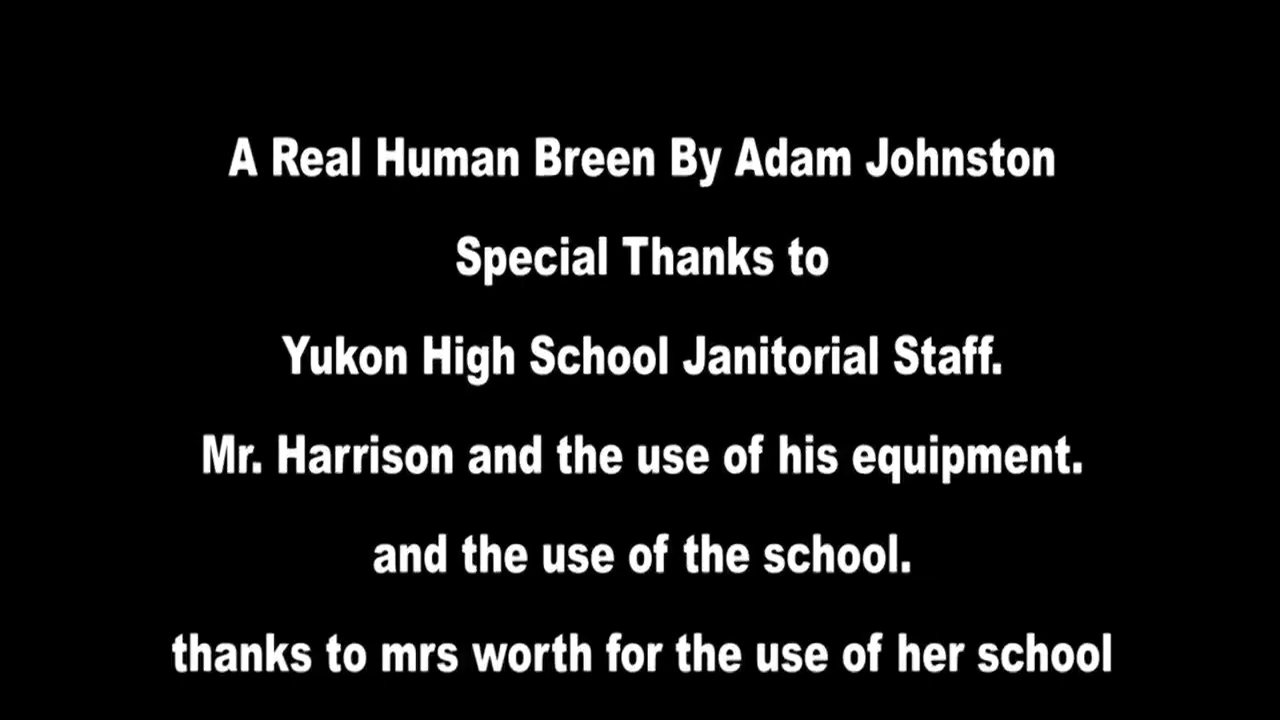 A Real Human Breen By Adam Johnston
Special Thanks to
Yukon High School Janitorial Staff.
Mr. Harrison and the use of his equipment.
and the use of the school.
thanks to mrs worth for the use of her school